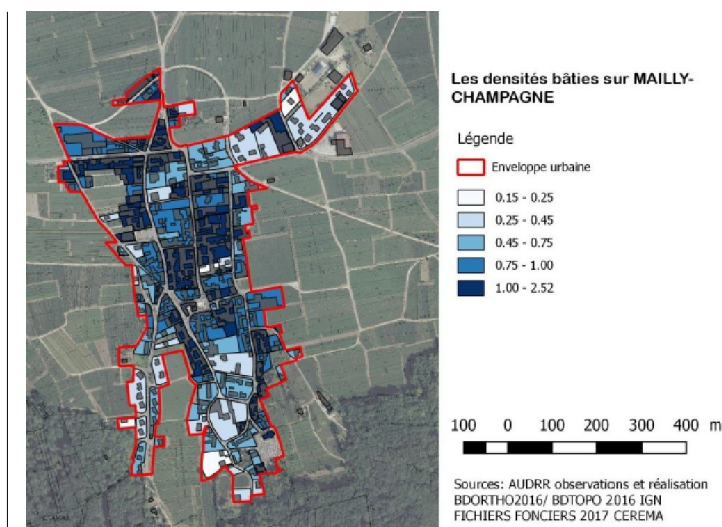 Les densités bâties sur MAILLY-
CHAMPAGNE
Légende
Enveloppe urbaine
0.15 - 0.25
0.25 - 0.45
0.45 - 0.75
0.75 - 1.00
1.00 - 2.52
100 0 100 200 300 400 m
Sources: AUDRR observations et réalisation
BDORTHO2016/ BDTOPO 2016 IGN
FICHIERS FONCIERS 2017 CEREMA